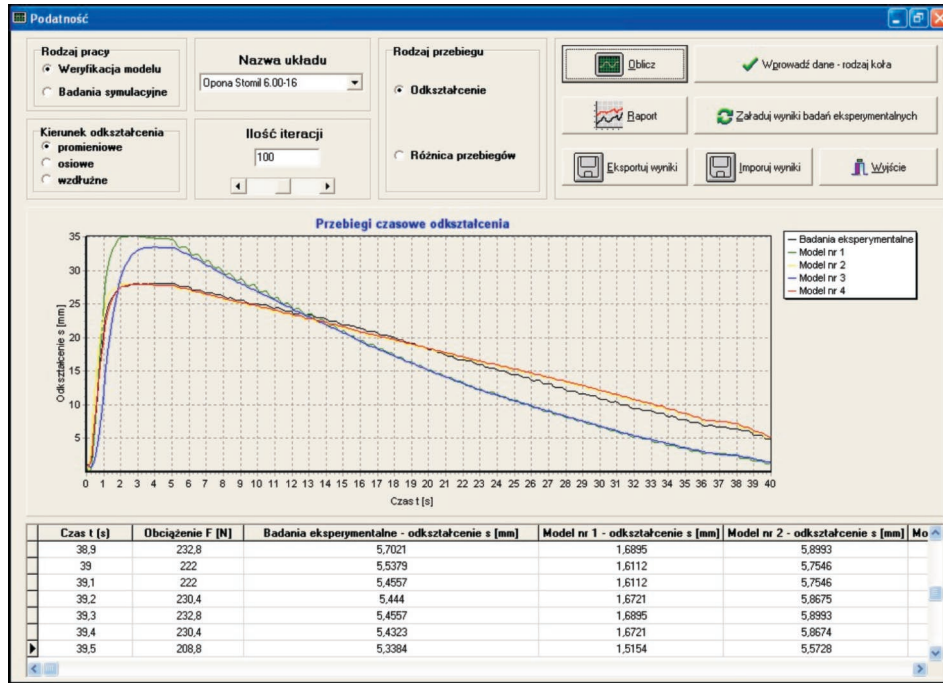 Podatność
Rodzaj pracy
Weryfikacja modelu
Badania symulacyjne
Kierunek odkształcenia
promieniowe
osiowe
wzdłużne
Nazwa układu
Opona Stomil 6.00-16
Ilość iteracji
100
Rodzaj przebiegu
Odkształcenie
Różnica przebiegów
Oblicz
Wprowadź dane - rodzaj koła
Raport
Załaduj wyniki badań eksperymentalnych
Eksportuj wyniki
Imporuj wyniki
Wyjście
Przebiegi czasowe odkształcenia
Odkształcenie s [mm]
35
30
25
20
15
10
5
0 1 2 3 4 5 6 7 8 9 10 11 12 13 14 15 16 17 18 19 20 21 22 23 24 25 26 27 28 29 30 31 32 33 34 35 36 37 38 39 40
Czas t [s]
Badania eksperymentalne
Model nr 1
Model nr 2
Model nr 3
Model nr 4
Czas t (s) Obciążenie F [N] Badania eksperymentalne - odkształcenie s [mm] Model nr 1 - odkształcenie s [mm] Model nr 2 - odkształcenie s [mm] Mo
38,9 232,8 5,7021 1,6895 5,8993
39 222 5,5379 1,6112 5,7546
39,1 222 5,4557 1,6112 5,7546
39,2 230,4 5,444 1,6721 5,8675
39,3 232,8 5,4557 1,6895 5,8993
39,4 230,4 5,4323 1,6721 5,8674
39,5 208,8 5,3384 1,5154 5,5728